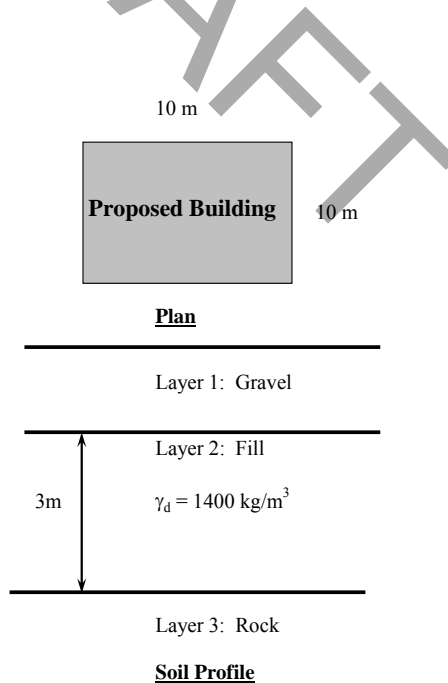 DRAFT
10 m
Proposed Building
10 m
Plan
Layer 1: Gravel
Layer 2: Fill
3m
γd = 1400 kg/m³
Layer 3: Rock
Soil Profile